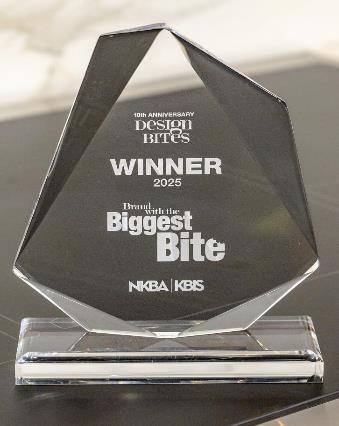 10th ANNIVERSARY
DESIgN
BITES
WINNER
2025
Brand with the
Biggest
Bite
NKBA | KBIS